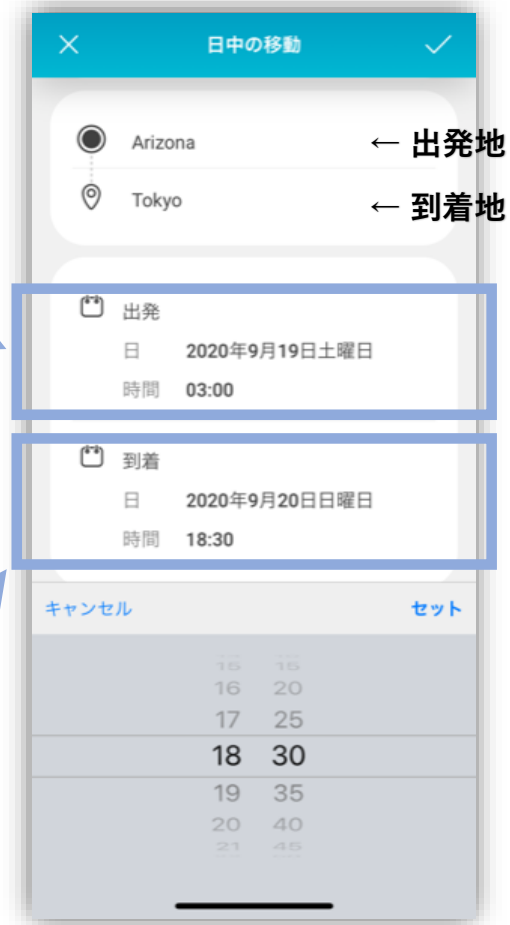 日中の移動
Arizona ← 出発地
Tokyo ← 到着地
出発
日 2020年9月19日土曜日
時間 03:00
到着
日 2020年9月20日日曜日
時間 18:30
キャンセル セット
15 15
16 20
17 25
18 30
19 35
20 40
21 45